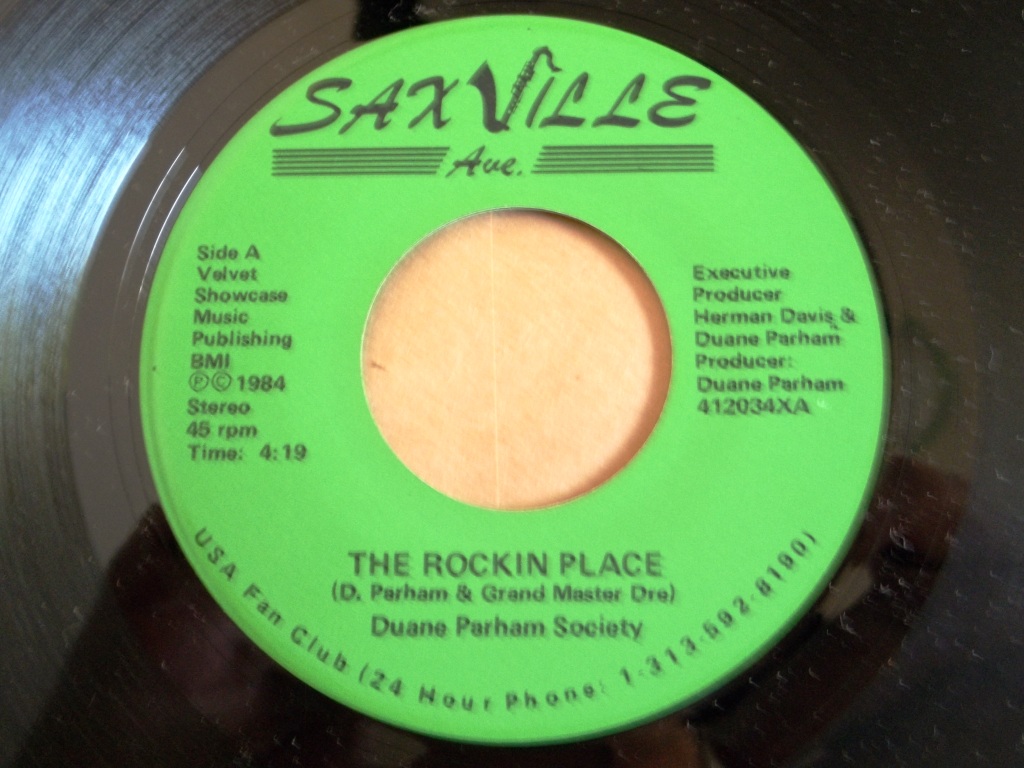 SAXVILLE
Ave.
Side A
Velvet
Showcase
Music
Publishing
BMI
℗© 1984
Stereo
45 rpm
Time: 4:19
Executive
Producer
Herman Davis &
Duane Parham
Producer:
Duane Parham
412034XA
THE ROCKIN PLACE
(D. Parham & Grand Master Dre)
Duane Parham Society
USA Fan Club (24 Hour Phone: 1-313-592-8190)